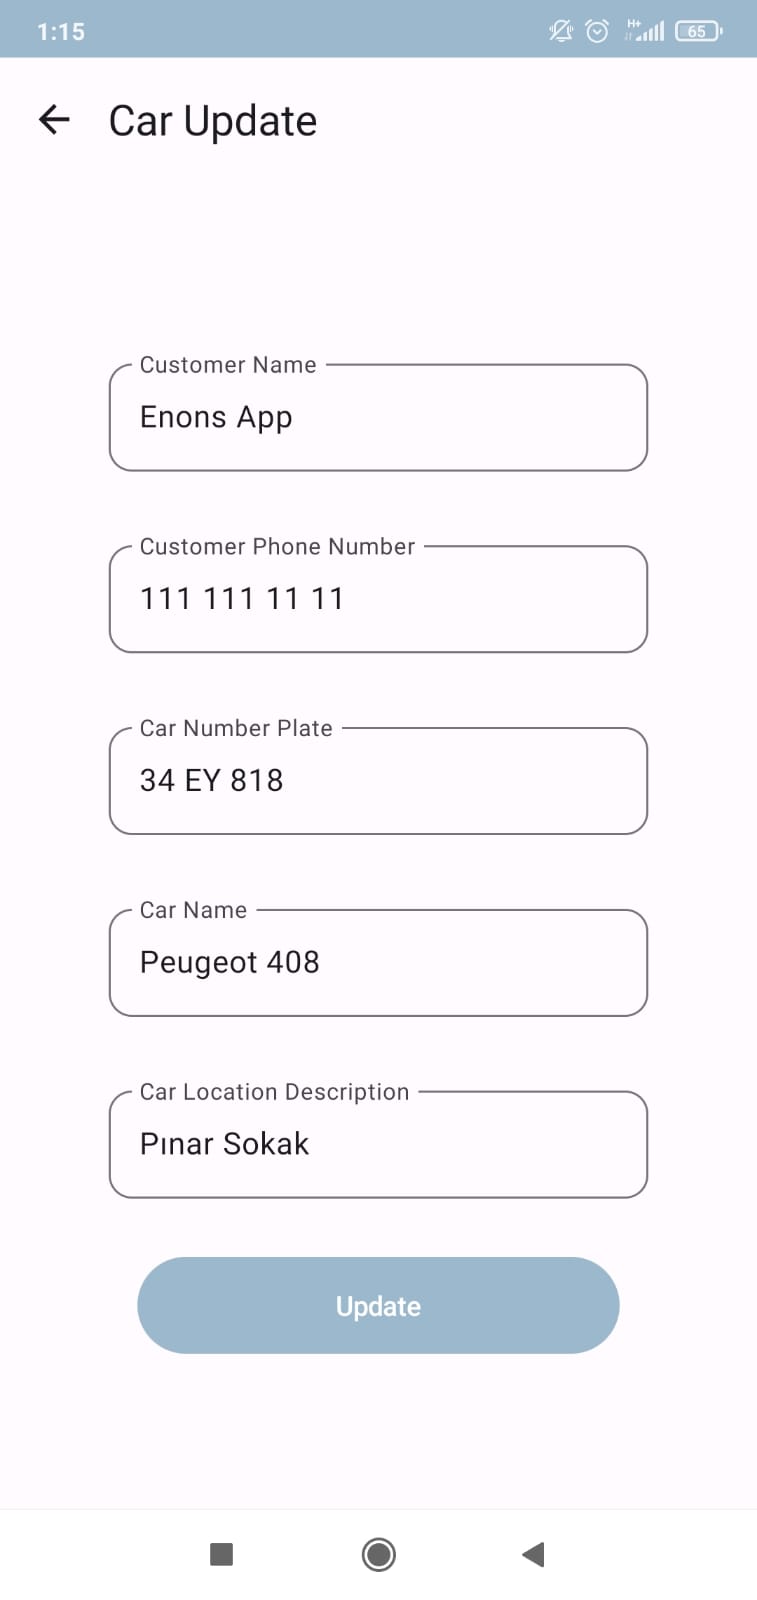 1:15
H+
65
Car Update
Customer Name
Enons App
Customer Phone Number
111 111 11 11
Car Number Plate
34 EY 818
Car Name
Peugeot 408
Car Location Description
Pınar Sokak
Update